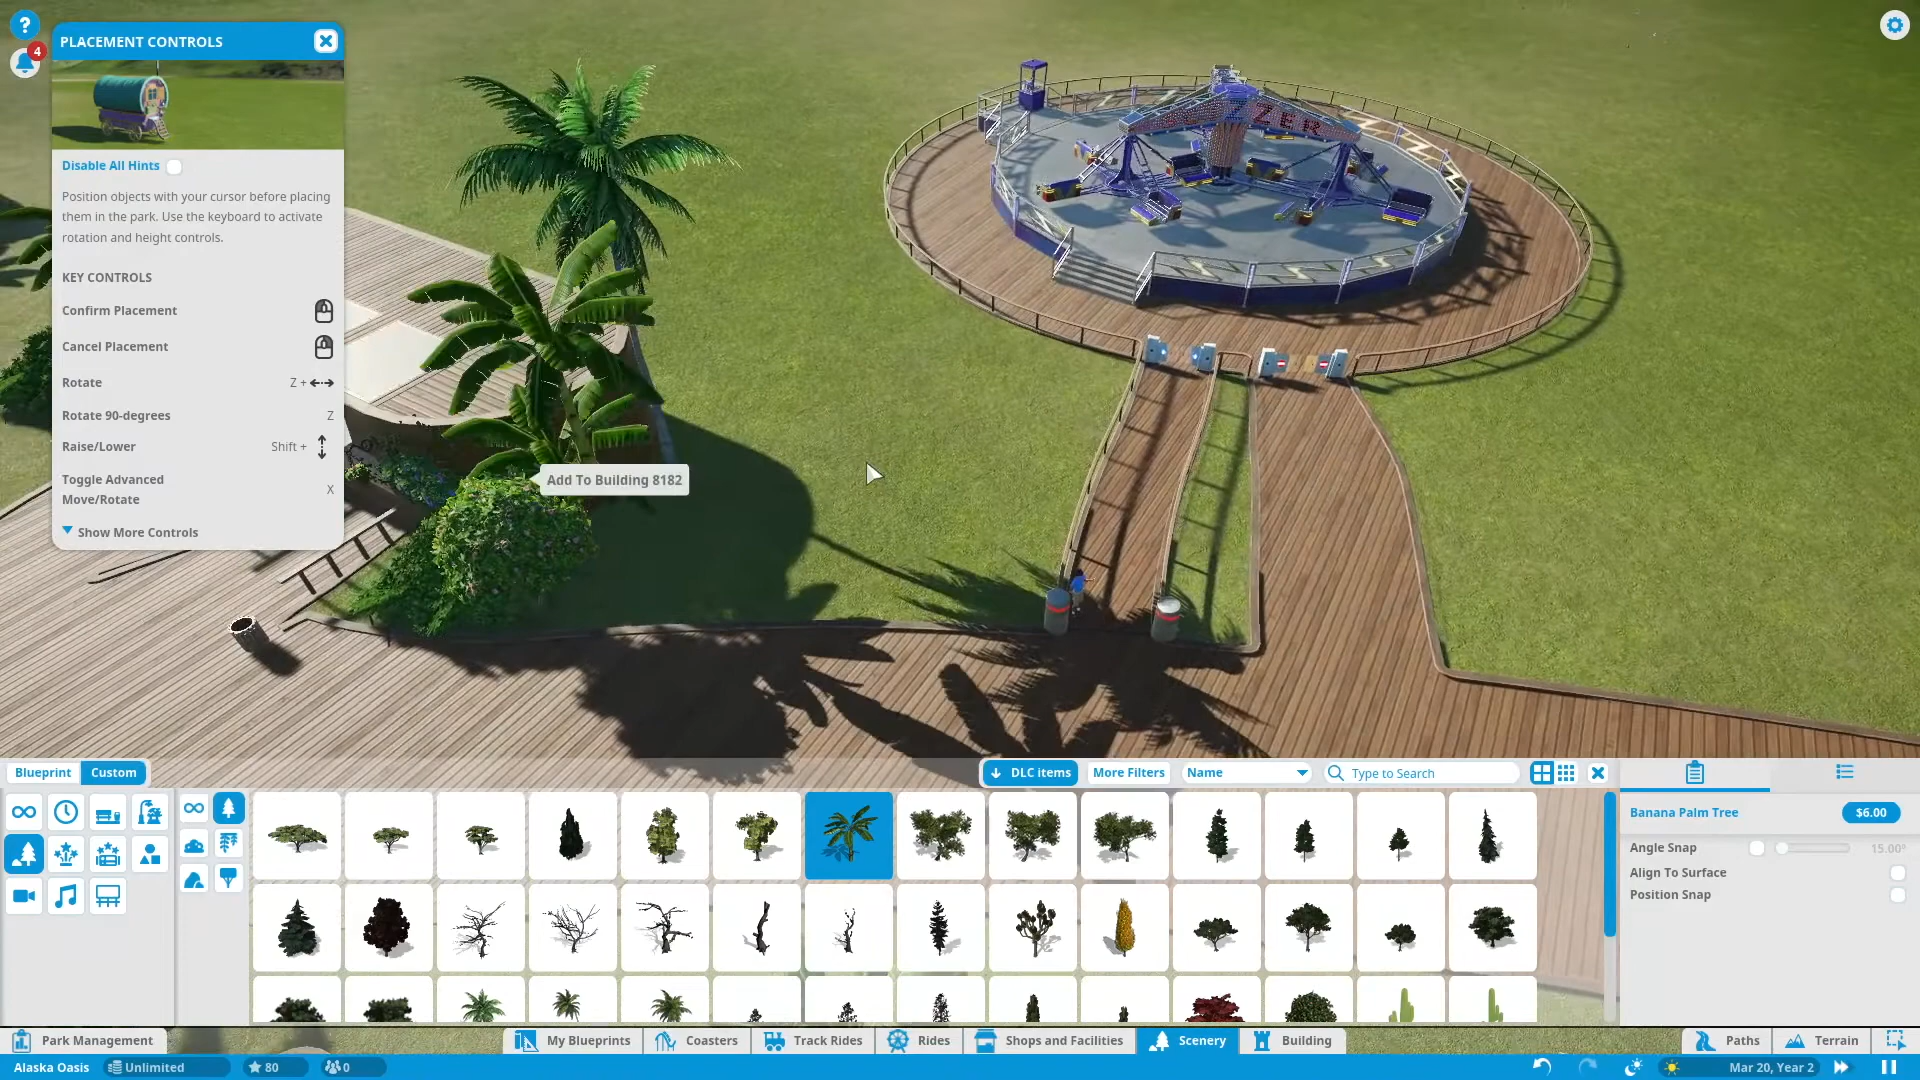 ?
4
PLACEMENT CONTROLS
Disable All Hints
Position objects with your cursor before placing
them in the park. Use the keyboard to activate
rotation and height controls.
KEY CONTROLS
Confirm Placement
Cancel Placement
Rotate Z +
Rotate 90-degrees Z
Raise/Lower Shift +
Toggle Advanced
Move/Rotate X
Show More Controls
ZER
Add To Building 8182
Blueprint Custom
DLC items More Filters Name Type to Search
Banana Palm Tree $6.00
Angle Snap 15.00°
Align To Surface
Position Snap
Park Management My Blueprints Coasters Track Rides Rides Shops and Facilities Scenery Building Paths Terrain
Alaska Oasis Unlimited 80 0 Mar 20, Year 2